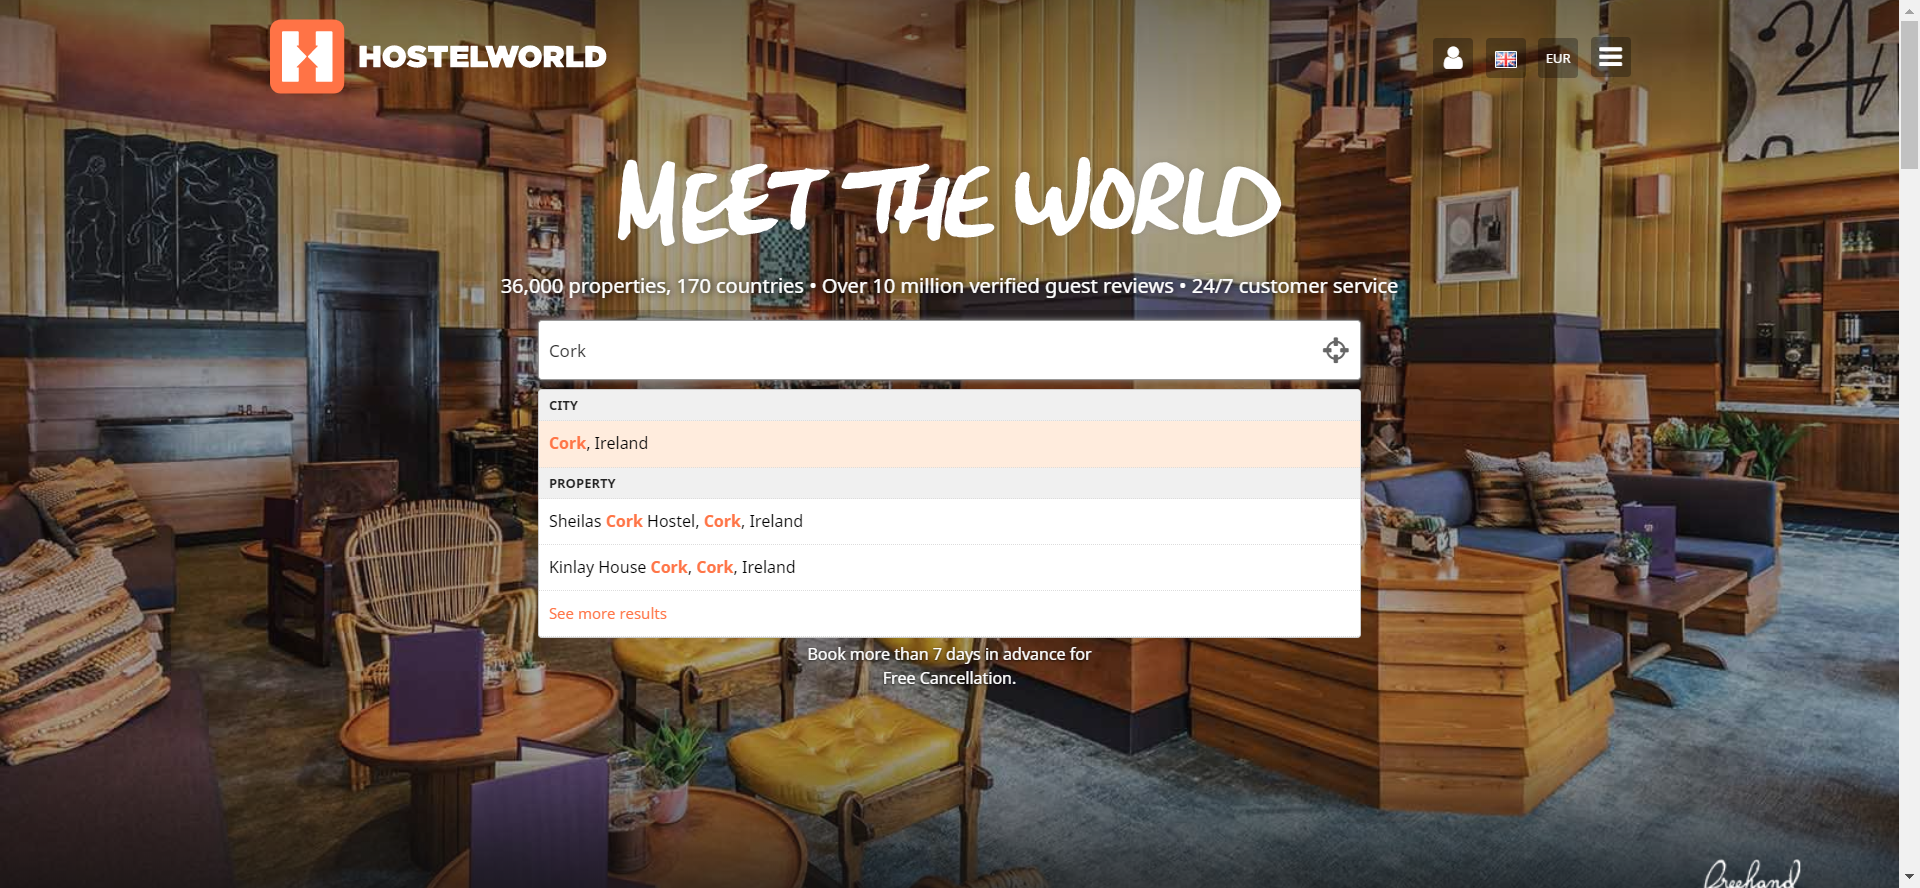 HOSTELWORLD
EUR
MEET THE WORLD
36,000 properties, 170 countries • Over 10 million verified guest reviews • 24/7 customer service
Cork
CITY
Cork, Ireland
PROPERTY
Sheilas Cork Hostel, Cork, Ireland
Kinlay House Cork, Cork, Ireland
See more results
Book more than 7 days in advance for
Free Cancellation.
Freehand